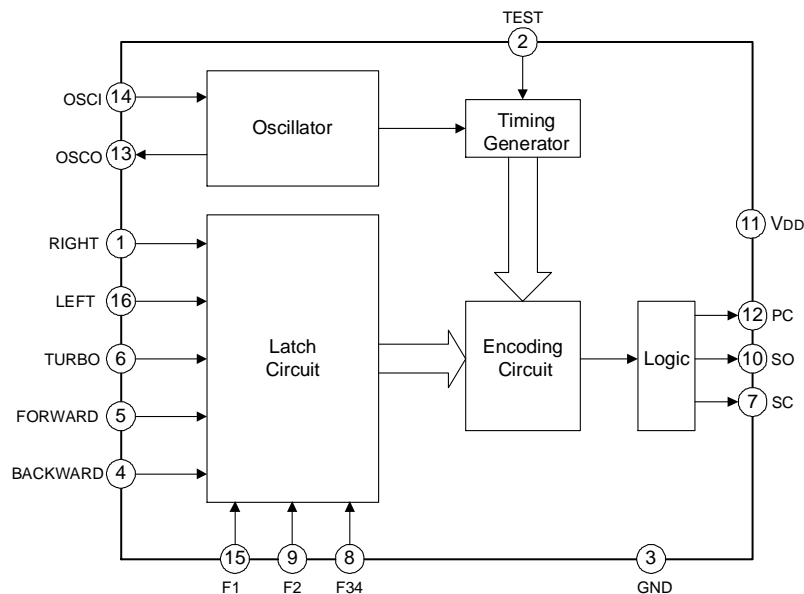 TEST
2
OSCI
14
Oscillator
Timing
Generator
OSCO
13
11
VDD
RIGHT
1
LEFT
16
TURBO
6
FORWARD
5
BACKWARD
4
Latch
Circuit
Encoding
Circuit
Logic
12
PC
10
SO
7
SC
15
9
8
3
F1
F2
F34
GND